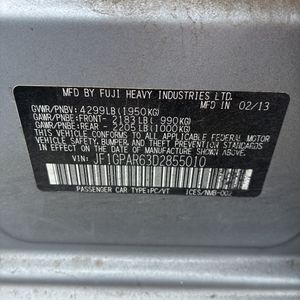 MFD BY FUJI HEAVY INDUSTRIES LTD.
MFD IN 02/13
GVWR/PNBV: 4299LB(1950KG)
GAWR/PNBE:FRONT- 2183LB( 990KG)
GAWR/PNBE:REAR - 2205LB(1000KG)
THIS VEHICLE CONFORMS TO ALL APPLICABLE FEDERAL MOTOR
VEHICLE SAFETY, BUMPER, AND THEFT PREVENTION STANDARDS
IN EFFECT ON THE DATE OF MANUFACTURE SHOWN ABOVE.
VIN: JF1GPAR63D2855010
PASSENGER CAR TYPE:PC/VT
ICES/NMB-002